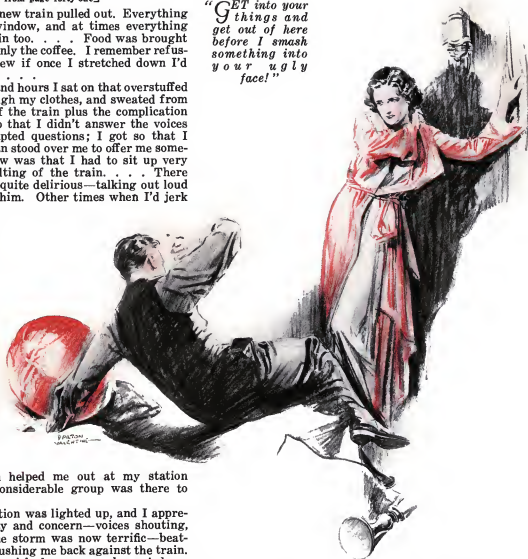 new train pulled out. Everything
window, and at times everything
in too. . . . Food was brought
nly the coffee. I remember refus-
ew if once I stretched down I'd
. . . .
nd hours I sat on that overstuffed
gh my clothes, and sweated from
f the train plus the complication
that I didn't answer the voices
pted questions; I got so that I
n stood over me to offer me some-
w was that I had to sit up very
lting of the train. . . . There
quite delirious—talking out loud
him. Other times when I'd jerk
"GET into your
things and
get out of here
before I smash
something into
your ugly
face!"
helped me out at my station
onsiderable group was there to
tion was lighted up, and I appre-
y and concern—voices shouting,
e storm was now terrific—beat-
ushing me back against the train.